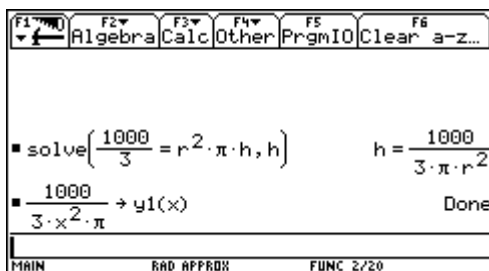 F1 F2 F3 F4 F5 F6
Algebra Calc Other PrgmIO Clear a-z…
■ solve(1000/3 = r²·π·h, h) h = 1000/(3·π·r²)
■ 1000/(3·x²·π) → y1(x) Done
MAIN RAD APPROX FUNC 2/20